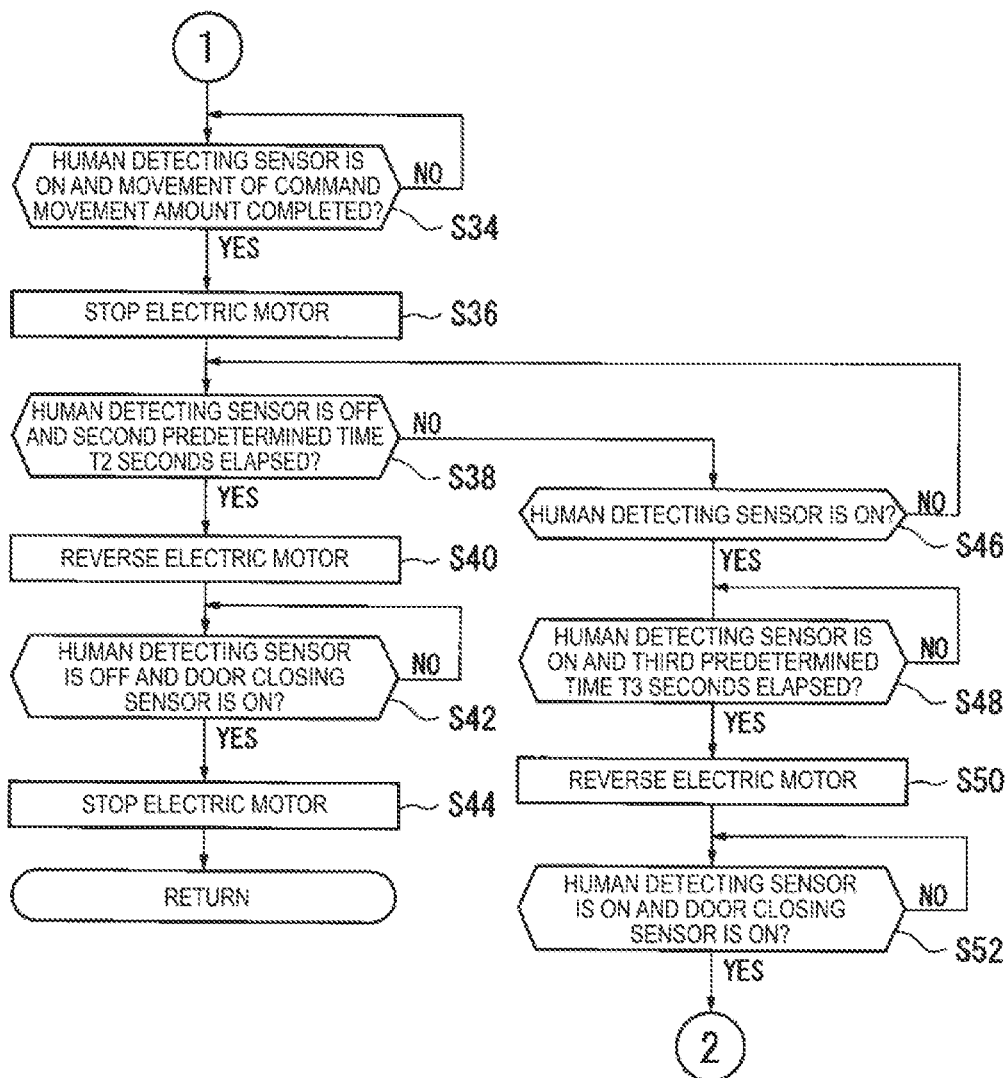 1
HUMAN DETECTING SENSOR IS
ON AND MOVEMENT OF COMMAND
MOVEMENT AMOUNT COMPLETED?
NO
S34
YES
STOP ELECTRIC MOTOR
S36
HUMAN DETECTING SENSOR IS OFF
AND SECOND PREDETERMINED TIME
T2 SECONDS ELAPSED?
NO
S38
YES
REVERSE ELECTRIC MOTOR
S40
HUMAN DETECTING SENSOR
IS OFF AND DOOR CLOSING
SENSOR IS ON?
NO
S42
YES
STOP ELECTRIC MOTOR
S44
RETURN
HUMAN DETECTING SENSOR IS ON?
NO
S46
YES
HUMAN DETECTING SENSOR IS
ON AND THIRD PREDETERMINED
TIME T3 SECONDS ELAPSED?
NO
S48
YES
REVERSE ELECTRIC MOTOR
S50
HUMAN DETECTING SENSOR
IS ON AND DOOR CLOSING
SENSOR IS ON?
NO
S52
YES
2